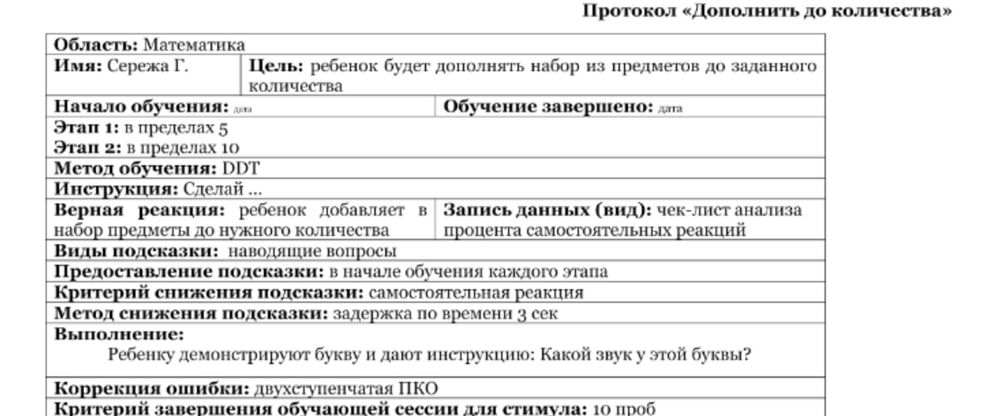 Протокол «Дополнить до количества»
Область: Математика
Имя: Сережа Г.
Цель: ребенок будет дополнять набор из предметов до заданного
количества
Начало обучения: дата
Обучение завершено: дата
Этап 1: в пределах 5
Этап 2: в пределах 10
Метод обучения: DDT
Инструкция: Сделай ...
Верная реакция: ребенок добавляет в
набор предметы до нужного количества
Запись данных (вид): чек-лист анализа
процента самостоятельных реакций
Виды подсказки: наводящие вопросы
Предоставление подсказки: в начале обучения каждого этапа
Критерий снижения подсказки: самостоятельная реакция
Метод снижения подсказки: задержка по времени 3 сек
Выполнение:
Ребенку демонстрируют букву и дают инструкцию: Какой звук у этой буквы?
Коррекция ошибки: двухступенчатая ПКО
Критерий завершения обучающей сессии для стимула: 10 проб